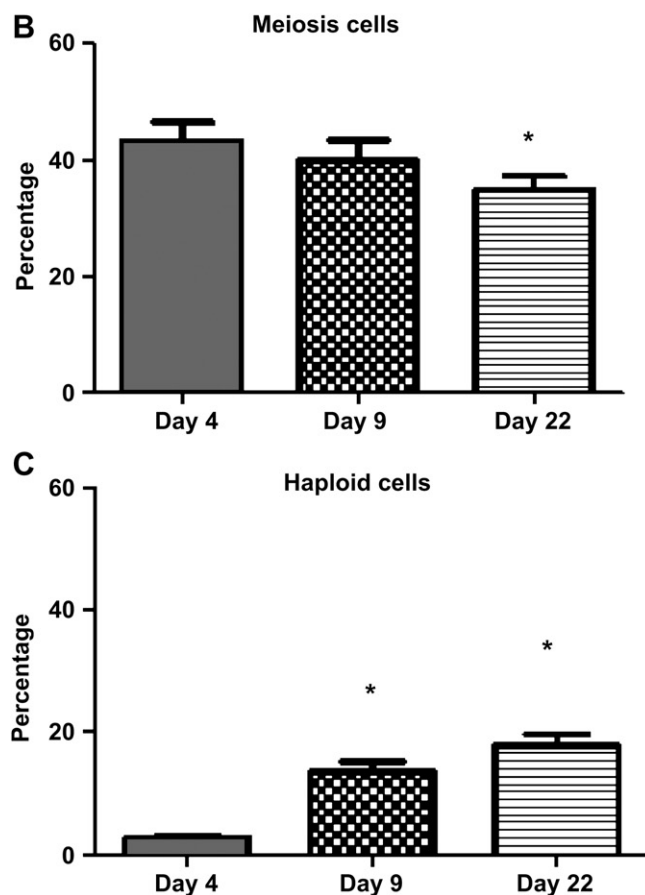 B
Meiosis cells
60
40
20
0
Percentage
*
Day 4 Day 9 Day 22
C
Haploid cells
60
40
20
0
Percentage
*
*
Day 4 Day 9 Day 22